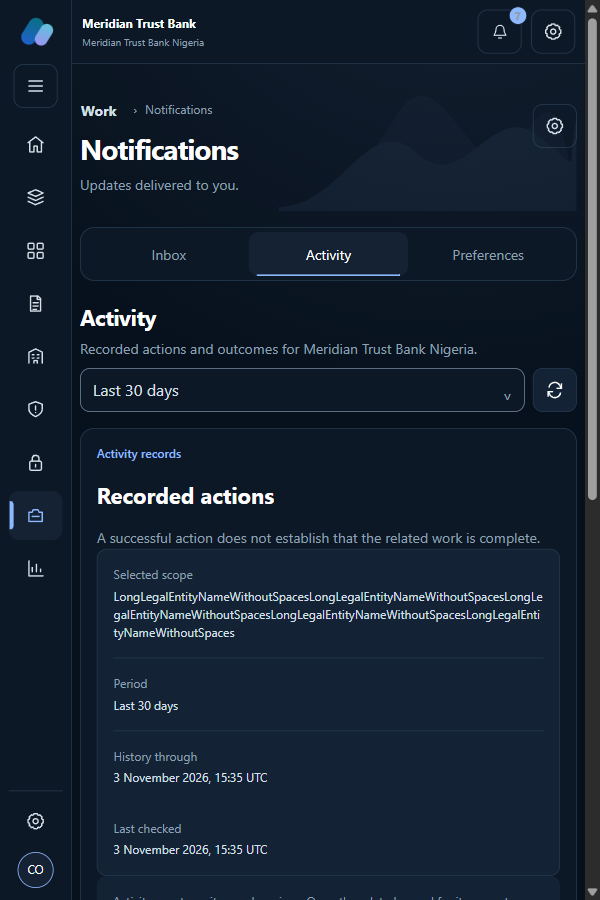 Meridian Trust Bank
Meridian Trust Bank Nigeria
7
Work › Notifications
Notifications
Updates delivered to you.
Inbox Activity Preferences
Activity
Recorded actions and outcomes for Meridian Trust Bank Nigeria.
Last 30 days v
Activity records
Recorded actions
A successful action does not establish that the related work is complete.
Selected scope
LongLegalEntityNameWithoutSpacesLongLegalEntityNameWithoutSpacesLongLe
galEntityNameWithoutSpacesLongLegalEntityNameWithoutSpacesLongLegalEnti
tyNameWithoutSpaces
Period
Last 30 days
History through
3 November 2026, 15:35 UTC
Last checked
3 November 2026, 15:35 UTC
CO